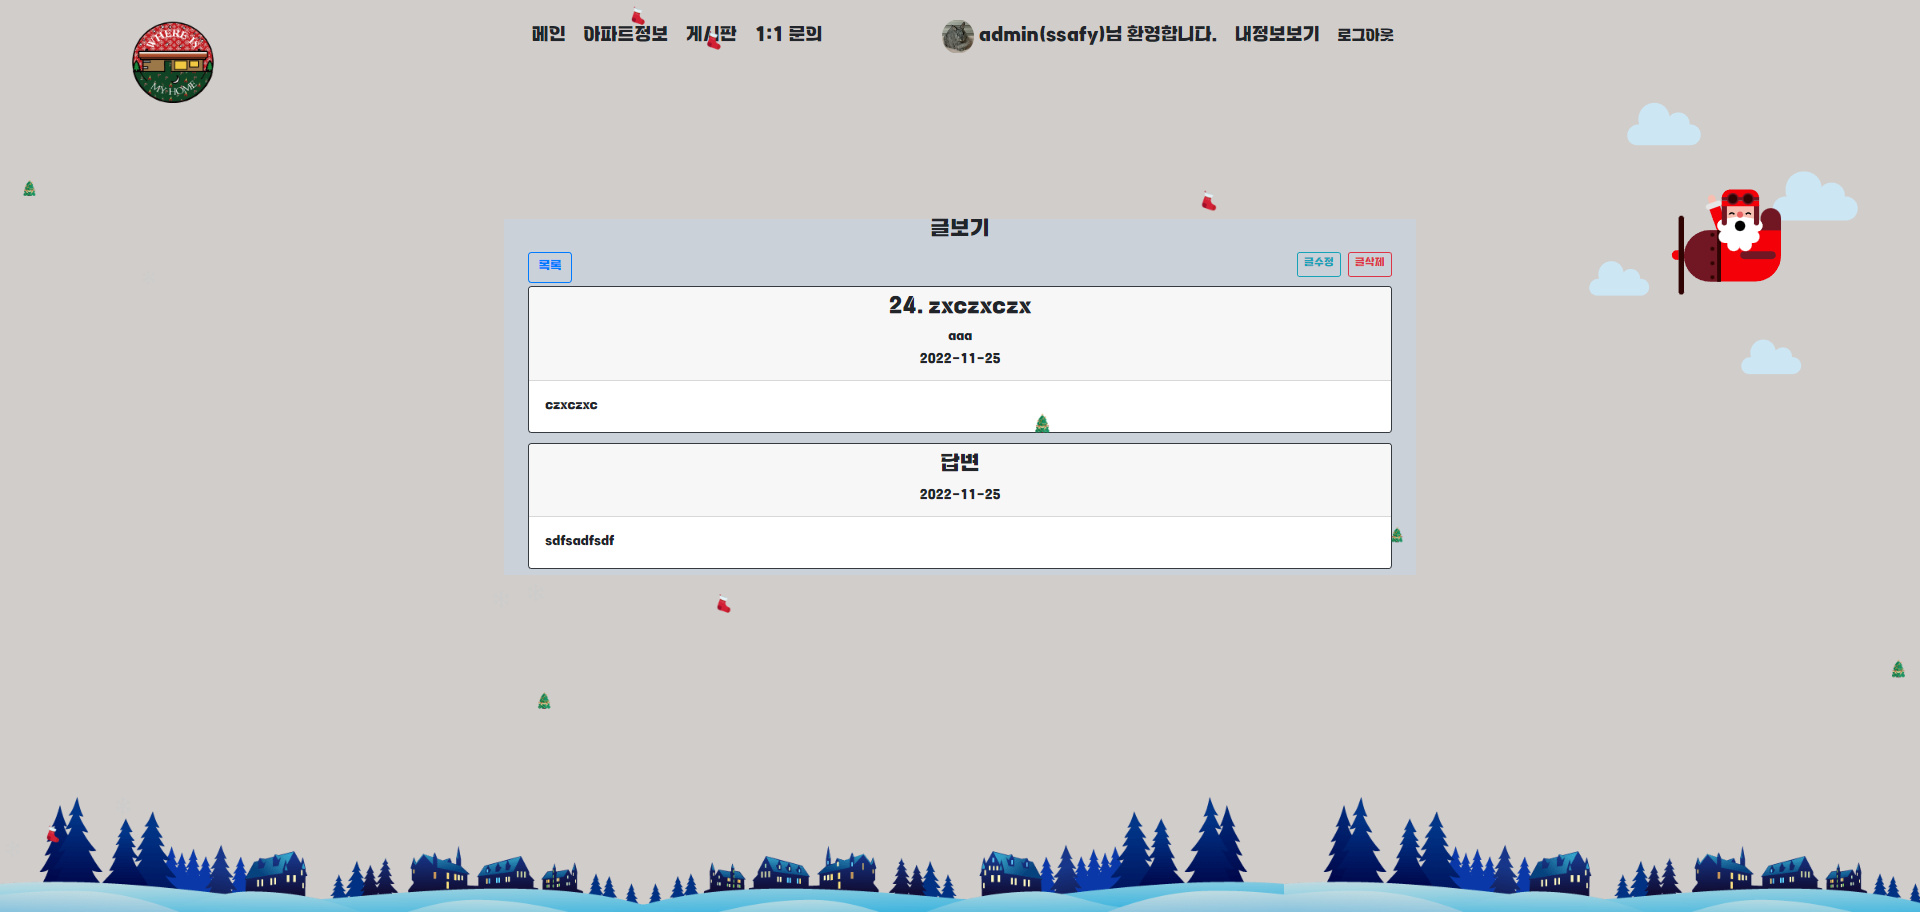 WHERE IS
MY HOME
메인 아파트정보 게시판 1:1 문의
admin(ssafy)님 환영합니다. 내정보보기 로그아웃
글보기
목록
글수정 글삭제
24. zxczxczx
aaa
2022-11-25
czxczxc
답변
2022-11-25
sdfsadfsdf